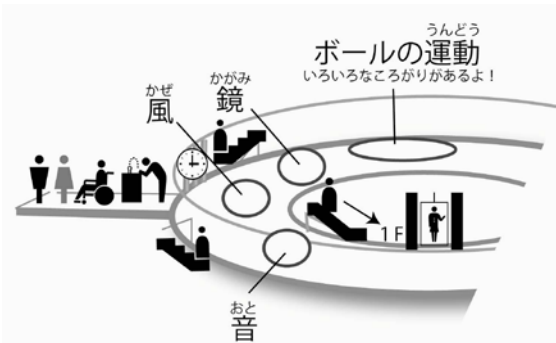 うんどう
ボールの運動
いろいろなころがりがあるよ！
かがみ
鏡
かぜ
風
1F
おと
音